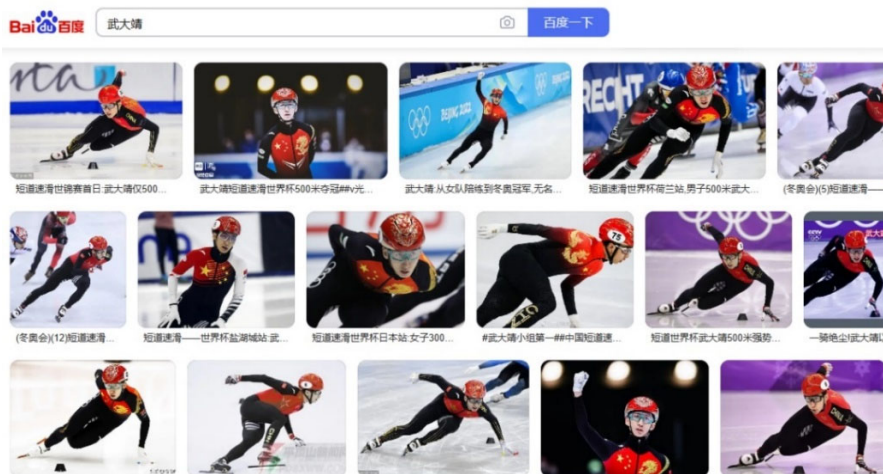 Bai du 百度
武大靖
百度一下
短道速滑世锦赛首日 武大靖仅500...
武大靖短道速滑世界杯500米夺冠##v光...
武大靖:从女队陪练到冬奥冠军,无名...
短道速滑世界杯荷兰站,男子500米武大...
(冬奥会)(5)短道速滑——
RECHT
BEIJING 2022
(冬奥会)(12)短道速滑...
短道速滑——世界杯盐湖城站:武...
短道速滑世界杯日本站:女子300...
#武大靖小组第一##中国短道速...
短道世界杯武大靖500米强势...
一骑绝尘!武大靖以
75